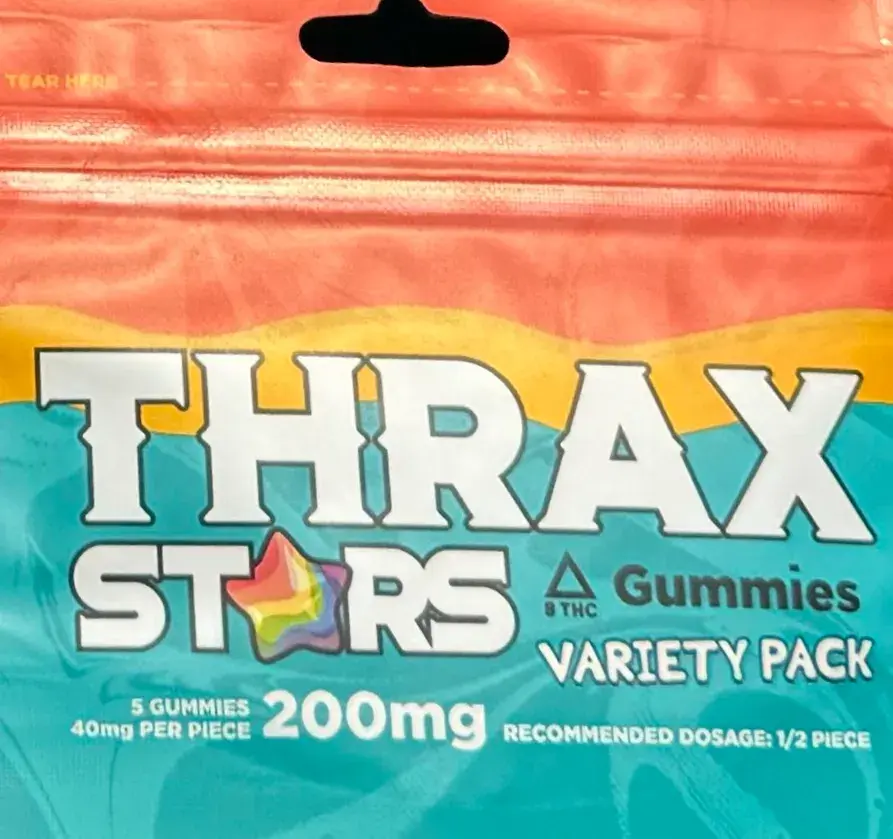 TEAR HERE
THRAX
STARS
△
8 THC
Gummies
VARIETY PACK
5 GUMMIES
40mg PER PIECE
200mg
RECOMMENDED DOSAGE: 1/2 PIECE